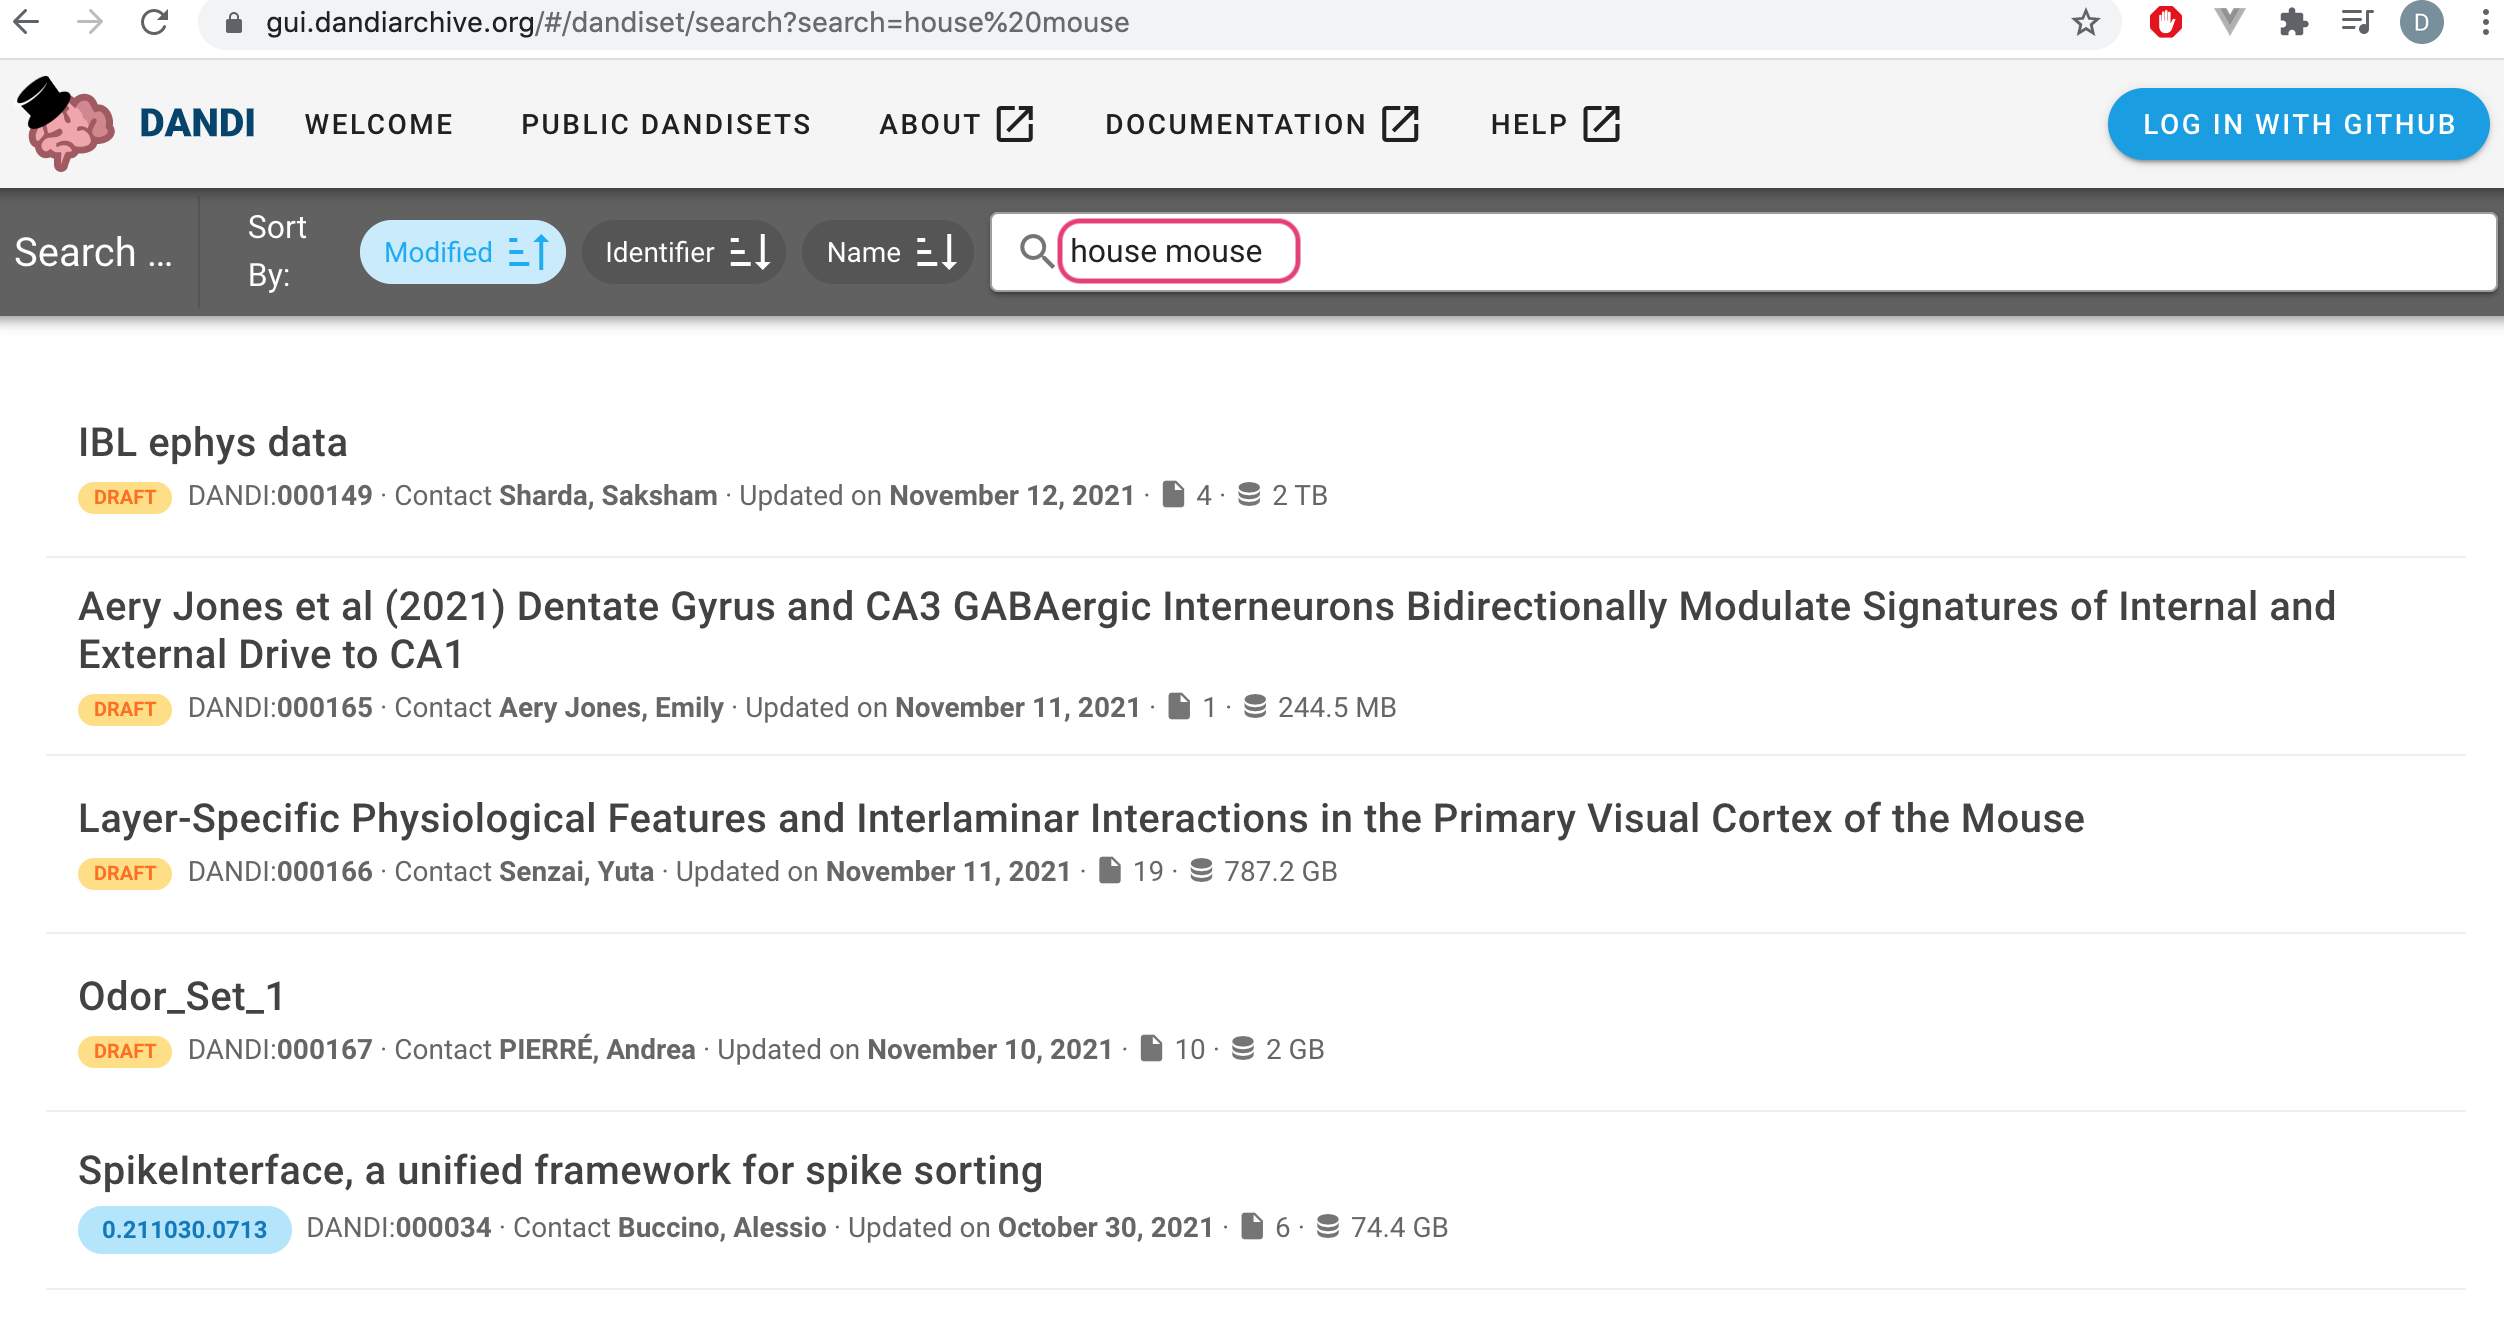 gui.dandiarchive.org/#/dandiset/search?search=house%20mouse
D
DANDI
WELCOME
PUBLIC DANDISETS
ABOUT
DOCUMENTATION
HELP
LOG IN WITH GITHUB
Search ...
Sort
By:
Modified
Identifier
Name
house mouse
IBL ephys data
DRAFT DANDI:000149 · Contact Sharda, Saksham · Updated on November 12, 2021 · 4 · 2 TB
Aery Jones et al (2021) Dentate Gyrus and CA3 GABAergic Interneurons Bidirectionally Modulate Signatures of Internal and
External Drive to CA1
DRAFT DANDI:000165 · Contact Aery Jones, Emily · Updated on November 11, 2021 · 1 · 244.5 MB
Layer-Specific Physiological Features and Interlaminar Interactions in the Primary Visual Cortex of the Mouse
DRAFT DANDI:000166 · Contact Senzai, Yuta · Updated on November 11, 2021 · 19 · 787.2 GB
Odor_Set_1
DRAFT DANDI:000167 · Contact PIERRÉ, Andrea · Updated on November 10, 2021 · 10 · 2 GB
SpikeInterface, a unified framework for spike sorting
0.211030.0713 DANDI:000034 · Contact Buccino, Alessio · Updated on October 30, 2021 · 6 · 74.4 GB